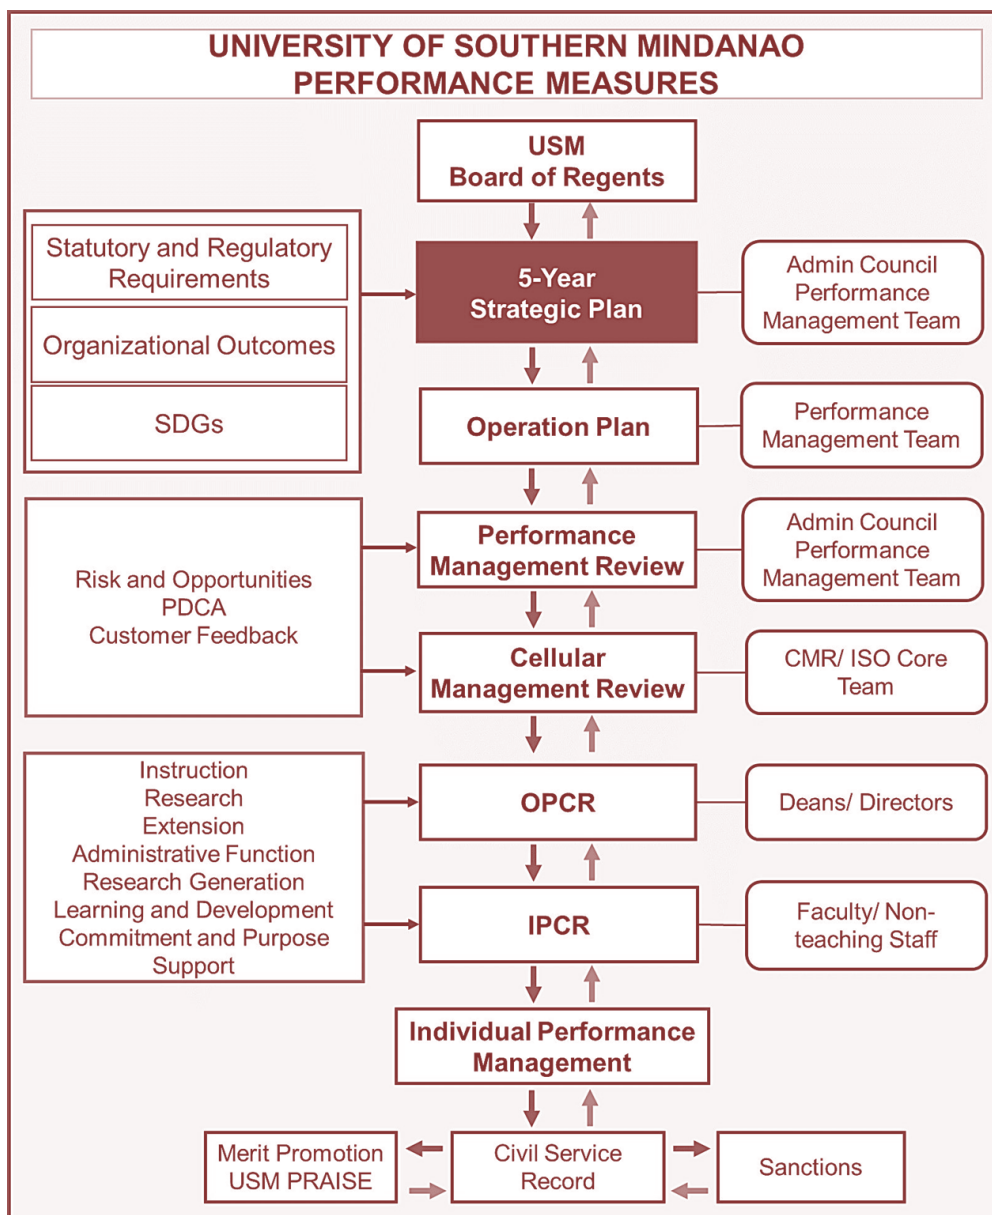 UNIVERSITY OF SOUTHERN MINDANAO
PERFORMANCE MEASURES
USM
Board of Regents
Statutory and Regulatory
Requirements
Organizational Outcomes
SDGs
5-Year
Strategic Plan
Admin Council
Performance
Management Team
Operation Plan
Performance
Management Team
Risk and Opportunities
PDCA
Customer Feedback
Performance
Management Review
Admin Council
Performance
Management Team
Cellular
Management Review
CMR/ ISO Core
Team
Instruction
Research
Extension
Administrative Function
Research Generation
Learning and Development
Commitment and Purpose
Support
OPCR
Deans/ Directors
IPCR
Faculty/ Non-
teaching Staff
Individual Performance
Management
Merit Promotion
USM PRAISE
Civil Service
Record
Sanctions